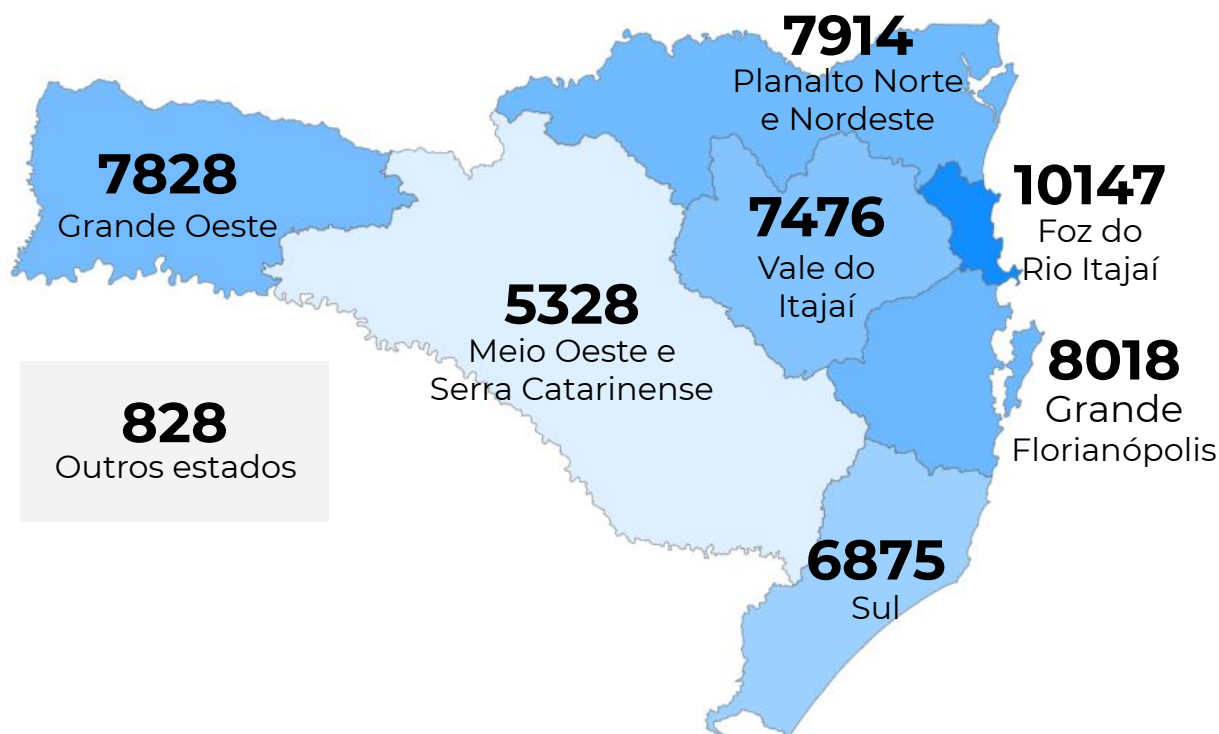 7914
Planalto Norte
e Nordeste
7828
Grande Oeste
10147
Foz do
Rio Itajaí
7476
Vale do
Itajaí
5328
Meio Oeste e
Serra Catarinense
8018
Grande
Florianópolis
828
Outros estados
6875
Sul